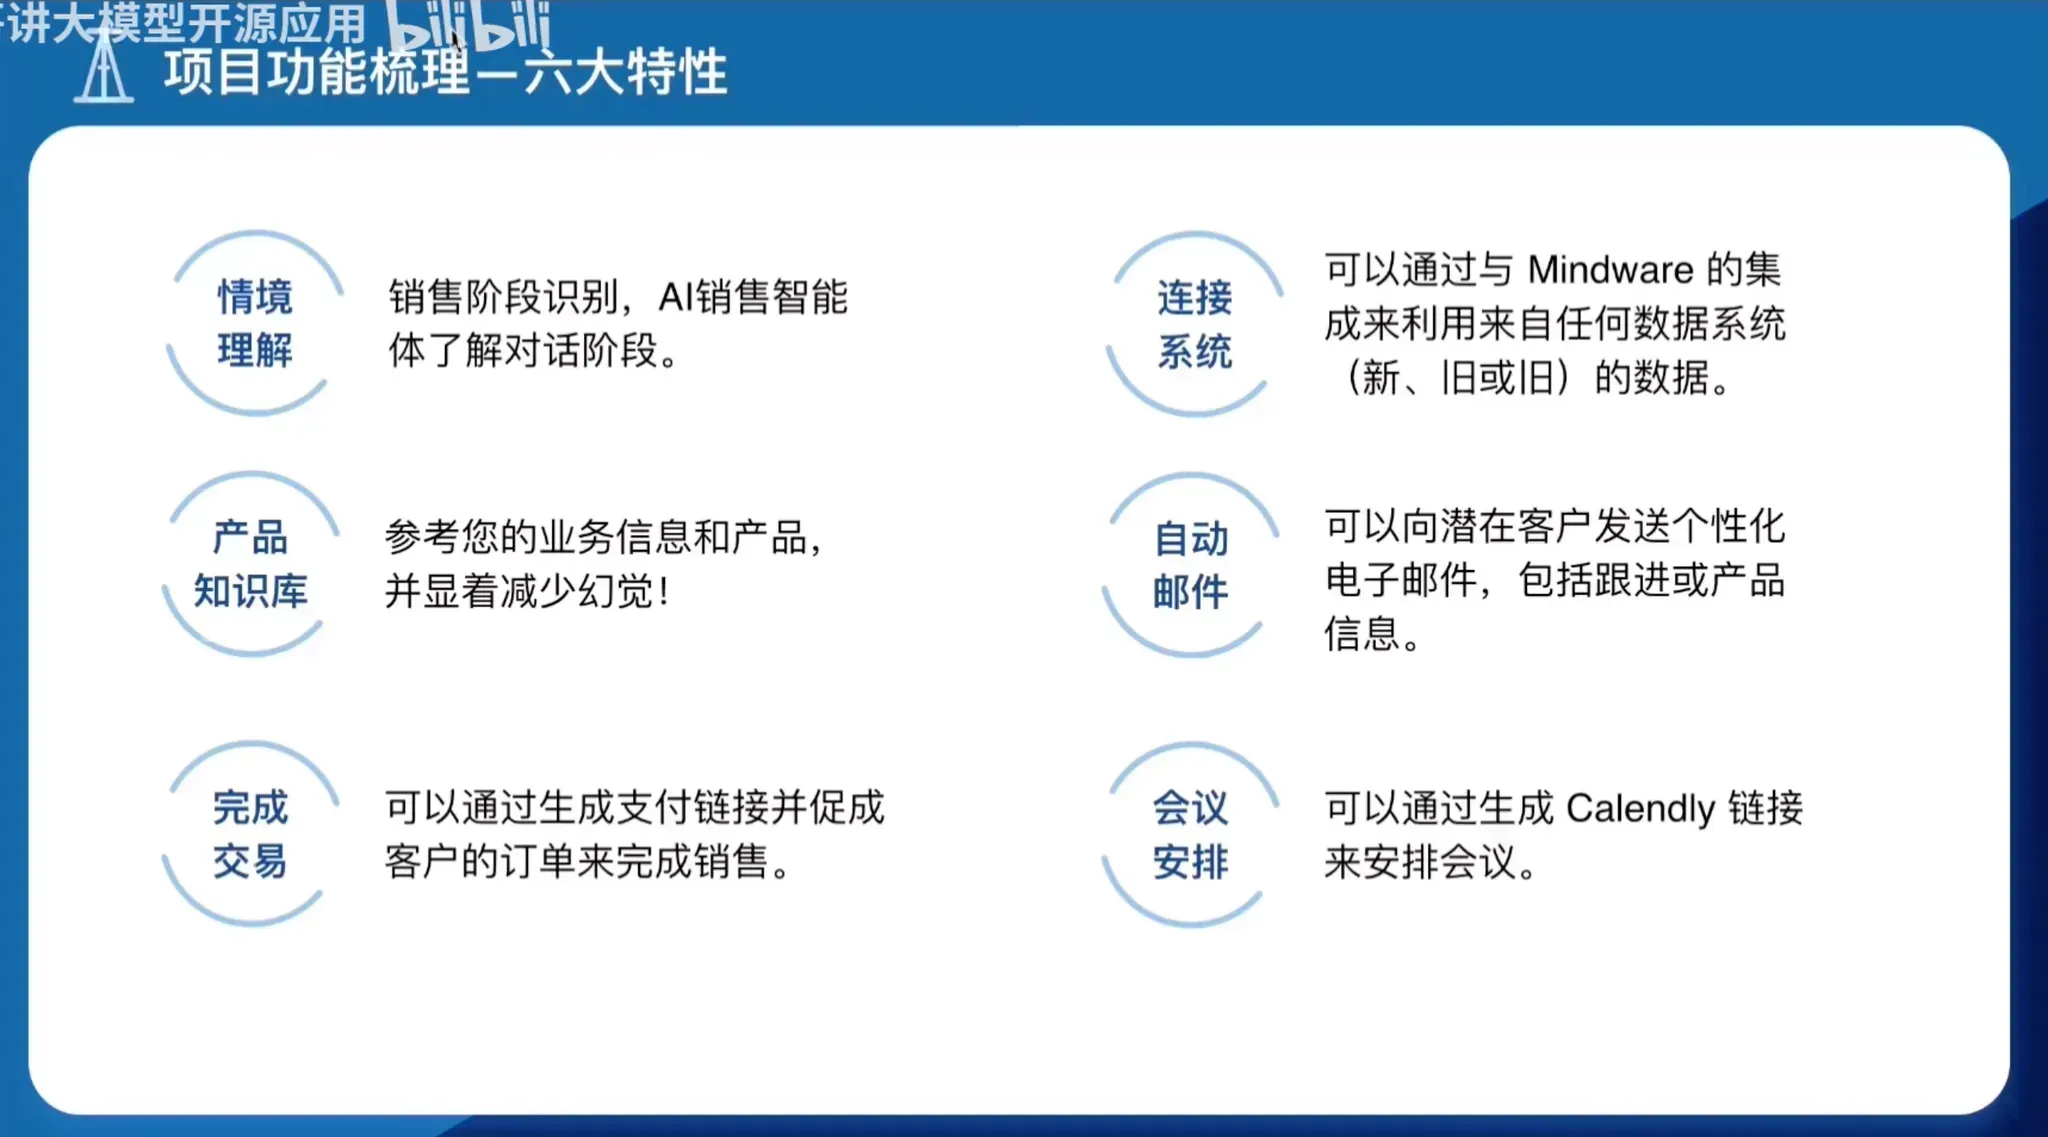 讲大模型开源应用 bilibili
项目功能梳理—六大特性
情境
理解
销售阶段识别，AI销售智能
体了解对话阶段。
连接
系统
可以通过与 Mindware 的集
成来利用来自任何数据系统
（新、旧或旧）的数据。
产品
知识库
参考您的业务信息和产品，
并显着减少幻觉！
自动
邮件
可以向潜在客户发送个性化
电子邮件，包括跟进或产品
信息。
完成
交易
可以通过生成支付链接并促成
客户的订单来完成销售。
会议
安排
可以通过生成 Calendly 链接
来安排会议。